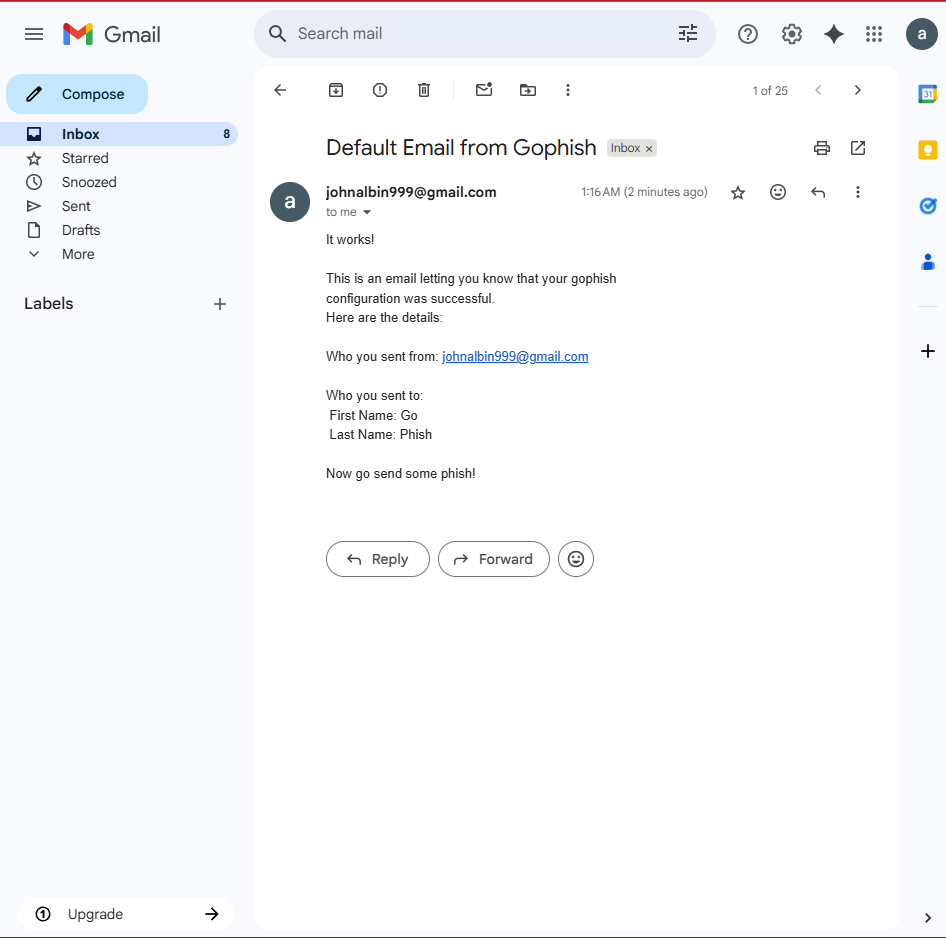 Gmail
Search mail
a
Compose
1 of 25
31
Inbox 8
Default Email from Gophish Inbox ×
Starred
Snoozed
a
johnalbin999@gmail.com 1:16 AM (2 minutes ago)
Sent
to me
Drafts
It works!
More
This is an email letting you know that your gophish
configuration was successful.
Labels
Here are the details:
Who you sent from: johnalbin999@gmail.com
Who you sent to:
First Name: Go
Last Name: Phish
Now go send some phish!
Reply Forward
1 Upgrade